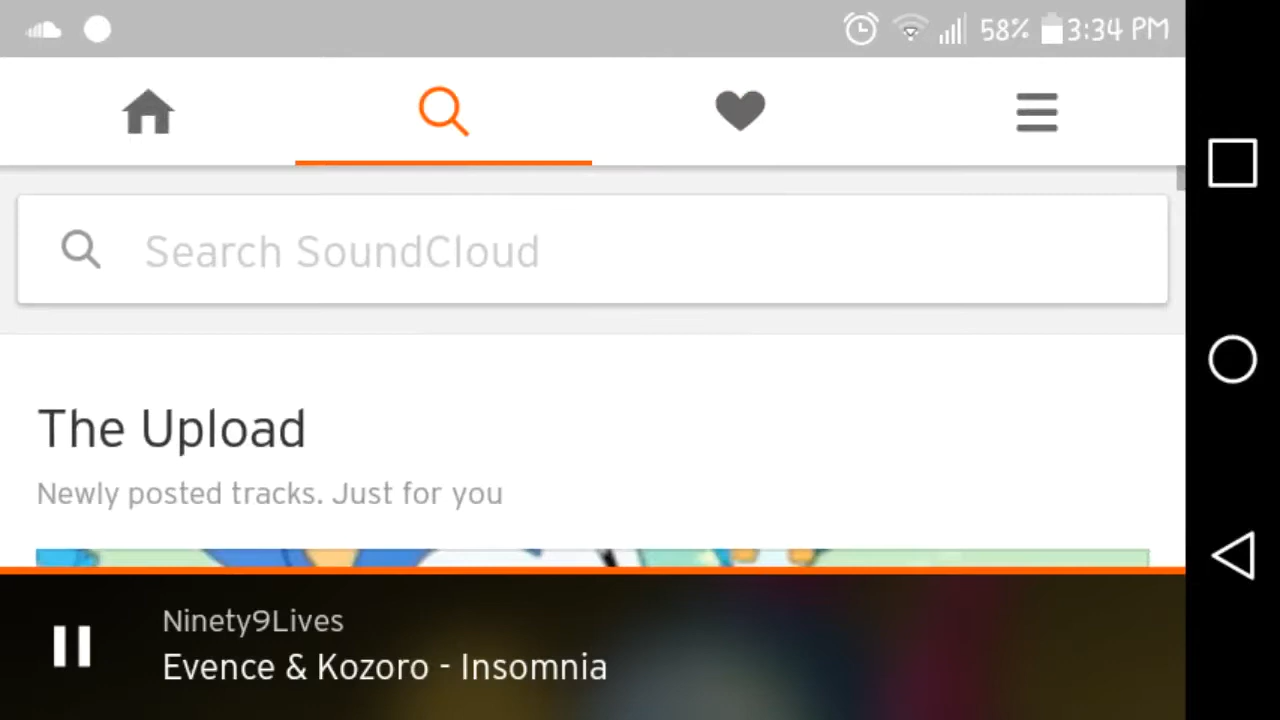 58% 3:34 PM
Search SoundCloud
The Upload
Newly posted tracks. Just for you
Ninety9Lives
Evence & Kozoro - Insomnia